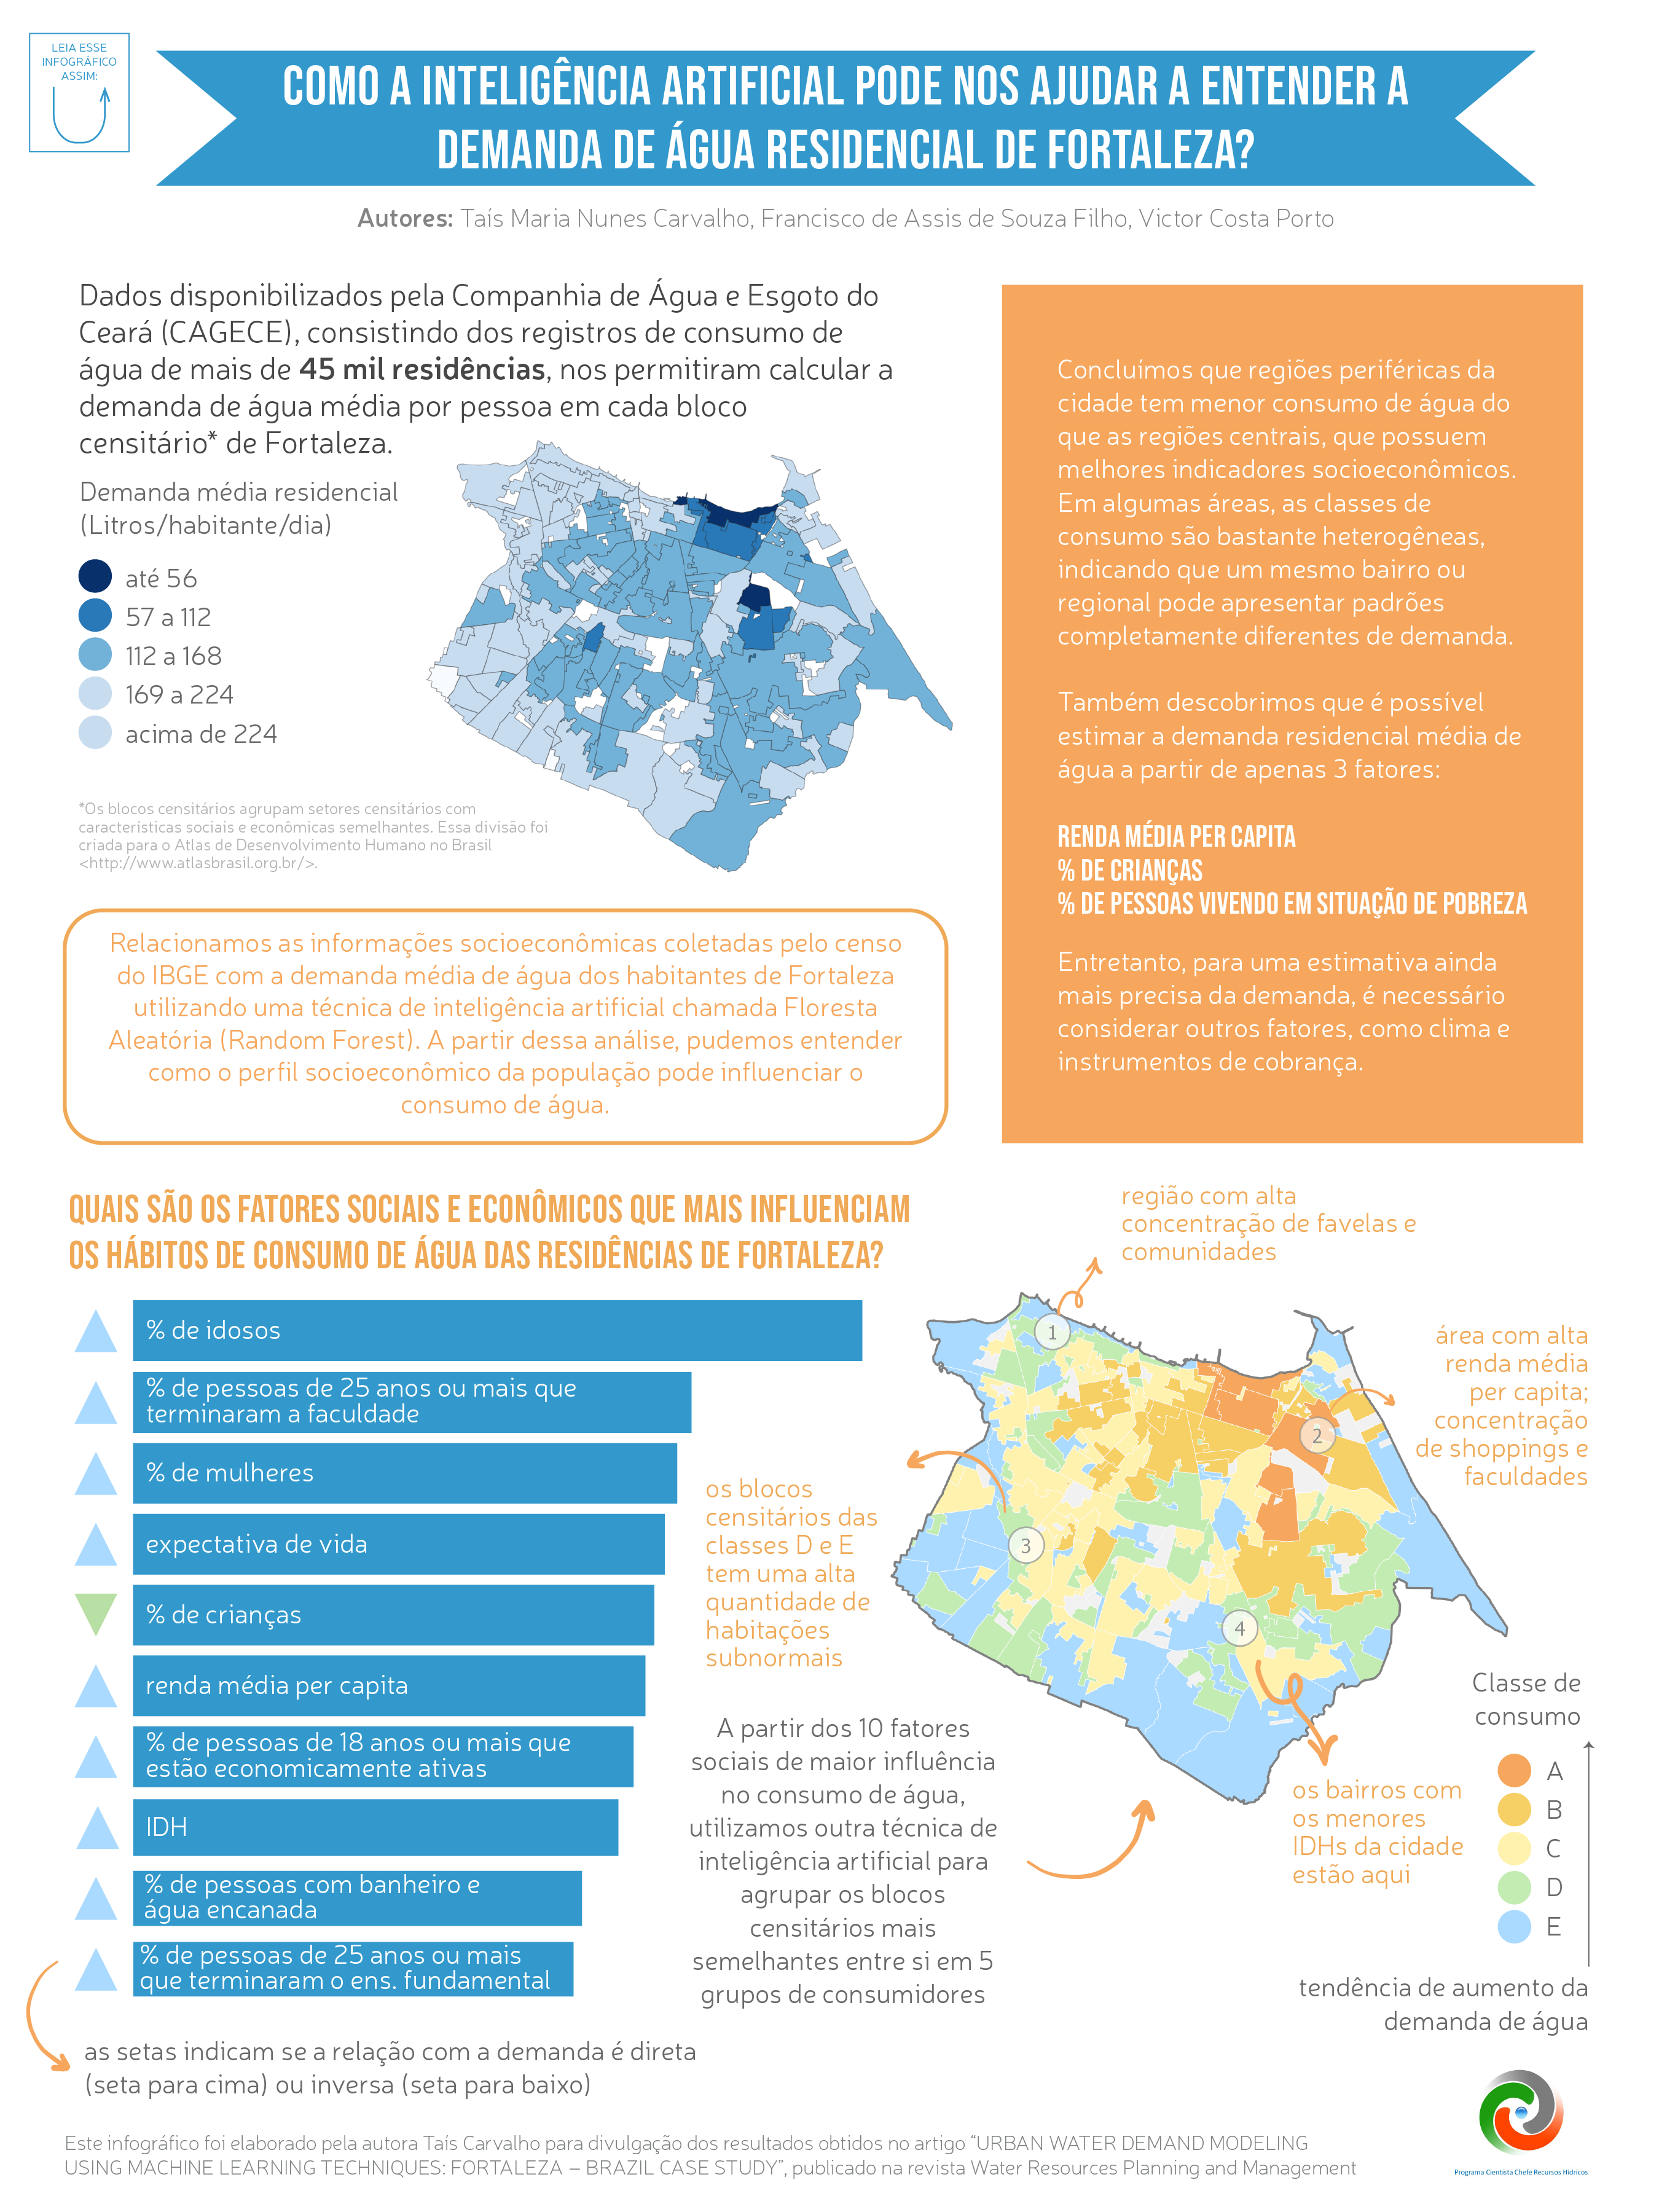 LEIA ESSE
INFOGRÁFICO
ASSIM:
COMO A INTELIGÊNCIA ARTIFICIAL PODE NOS AJUDAR A ENTENDER A
DEMANDA DE ÁGUA RESIDENCIAL DE FORTALEZA?
Autores: Taís Maria Nunes Carvalho, Francisco de Assis de Souza Filho, Victor Costa Porto
Dados disponibilizados pela Companhia de Água e Esgoto do
Ceará (CAGECE), consistindo dos registros de consumo de
água de mais de 45 mil residências, nos permitiram calcular a
demanda de água média por pessoa em cada bloco
censitário* de Fortaleza.
Demanda média residencial
(Litros/habitante/dia)
até 56
57 a 112
112 a 168
169 a 224
acima de 224
*Os blocos censitários agrupam setores censitários com
características sociais e econômicas semelhantes. Essa divisão foi
criada para o Atlas de Desenvolvimento Humano no Brasil
<http://www.atlasbrasil.org.br/>.
Relacionamos as informações socioeconômicas coletadas pelo censo
do IBGE com a demanda média de água dos habitantes de Fortaleza
utilizando uma técnica de inteligência artificial chamada Floresta
Aleatória (Random Forest). A partir dessa análise, pudemos entender
como o perfil socioeconômico da população pode influenciar o
consumo de água.
QUAIS SÃO OS FATORES SOCIAIS E ECONÔMICOS QUE MAIS INFLUENCIAM
OS HÁBITOS DE CONSUMO DE ÁGUA DAS RESIDÊNCIAS DE FORTALEZA?
% de idosos
% de pessoas de 25 anos ou mais que
terminaram a faculdade
% de mulheres
expectativa de vida
% de crianças
renda média per capita
% de pessoas de 18 anos ou mais que
estão economicamente ativas
IDH
% de pessoas com banheiro e
água encanada
% de pessoas de 25 anos ou mais
que terminaram o ens. fundamental
as setas indicam se a relação com a demanda é direta
(seta para cima) ou inversa (seta para baixo)
A partir dos 10 fatores
sociais de maior influência
no consumo de água,
utilizamos outra técnica de
inteligência artificial para
agrupar os blocos
censitários mais
semelhantes entre si em 5
grupos de consumidores
região com alta
concentração de favelas e
comunidades
área com alta
renda média
per capita;
concentração
de shoppings e
faculdades
os blocos
censitários das
classes D e E
tem uma alta
quantidade de
habitações
subnormais
os bairros com
os menores
IDHs da cidade
estão aqui
1
2
3
4
Classe de
consumo
A
B
C
D
E
tendência de aumento da
demanda de água
Concluímos que regiões periféricas da
cidade tem menor consumo de água do
que as regiões centrais, que possuem
melhores indicadores socioeconômicos.
Em algumas áreas, as classes de
consumo são bastante heterogêneas,
indicando que um mesmo bairro ou
regional pode apresentar padrões
completamente diferentes de demanda.
Também descobrimos que é possível
estimar a demanda residencial média de
água a partir de apenas 3 fatores:
RENDA MÉDIA PER CAPITA
% DE CRIANÇAS
% DE PESSOAS VIVENDO EM SITUAÇÃO DE POBREZA
Entretanto, para uma estimativa ainda
mais precisa da demanda, é necessário
considerar outros fatores, como clima e
instrumentos de cobrança.
Este infográfico foi elaborado pela autora Taís Carvalho para divulgação dos resultados obtidos no artigo “URBAN WATER DEMAND MODELING
USING MACHINE LEARNING TECHNIQUES: FORTALEZA – BRAZIL CASE STUDY”, publicado na revista Water Resources Planning and Management
Programa Cientista Chefe Recursos Hídricos